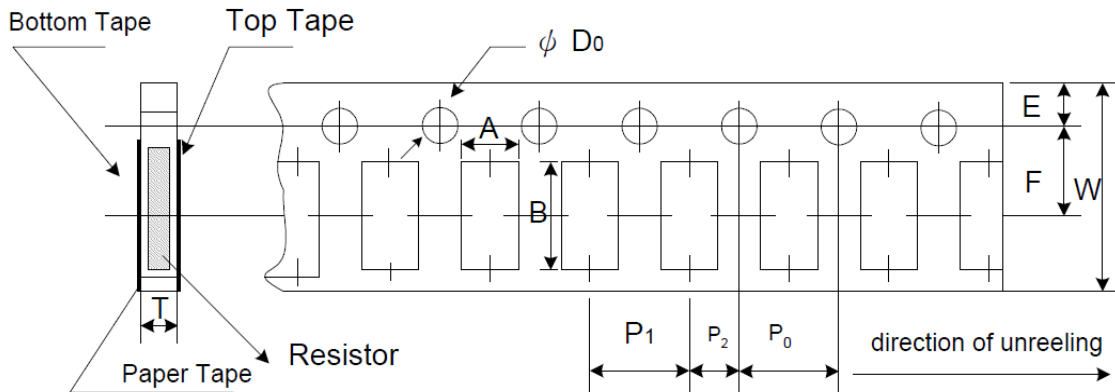 Bottom Tape
Top Tape
ψ D0
E
A
F
W
B
T
P1
P2
P0
direction of unreeling
Resistor
Paper Tape